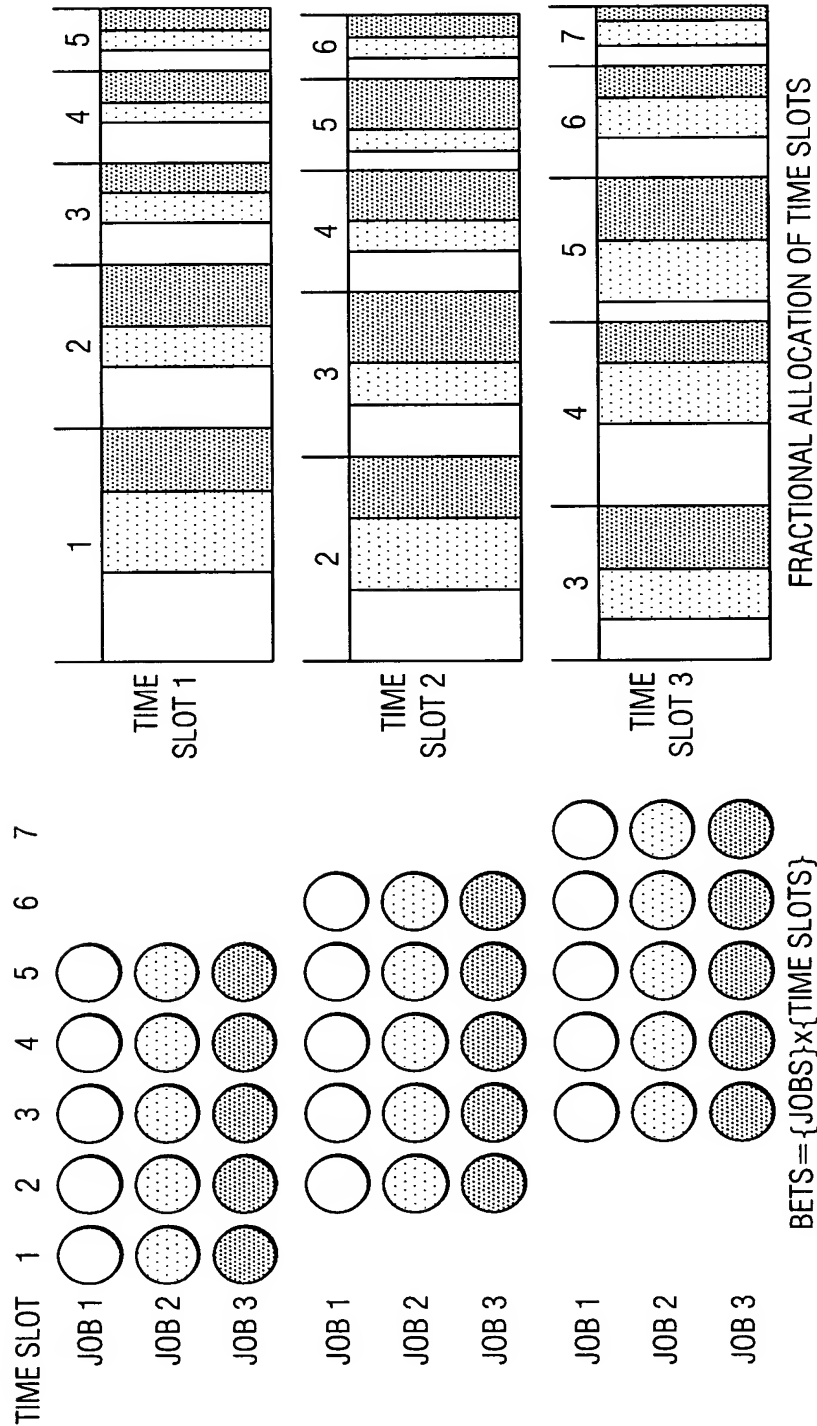 TIME SLOT 1 2 3 4 5 6 7
JOB 1
JOB 2
JOB 3
JOB 1
JOB 2
JOB 3
JOB 1
JOB 2
JOB 3
BETS={JOBS}x{TIME SLOTS}
1 2 3 4 5
TIME
SLOT 1
2 3 4 5 6
TIME
SLOT 2
3 4 5 6 7
TIME
SLOT 3
FRACTIONAL ALLOCATION OF TIME SLOTS